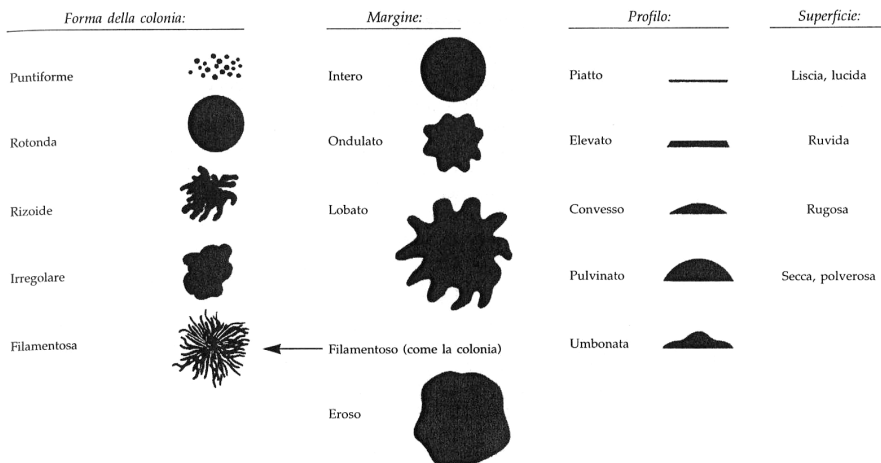 Forma della colonia:
Puntiforme
Rotonda
Rizoide
Irregolare
Filamentosa
Margine:
Intero
Ondulato
Lobato
Filamentoso (come la colonia)
Eroso
Profilo:
Piatto
Elevato
Convesso
Pulvinato
Umbonata
Superficie:
Liscia, lucida
Ruvida
Rugosa
Secca, polverosa